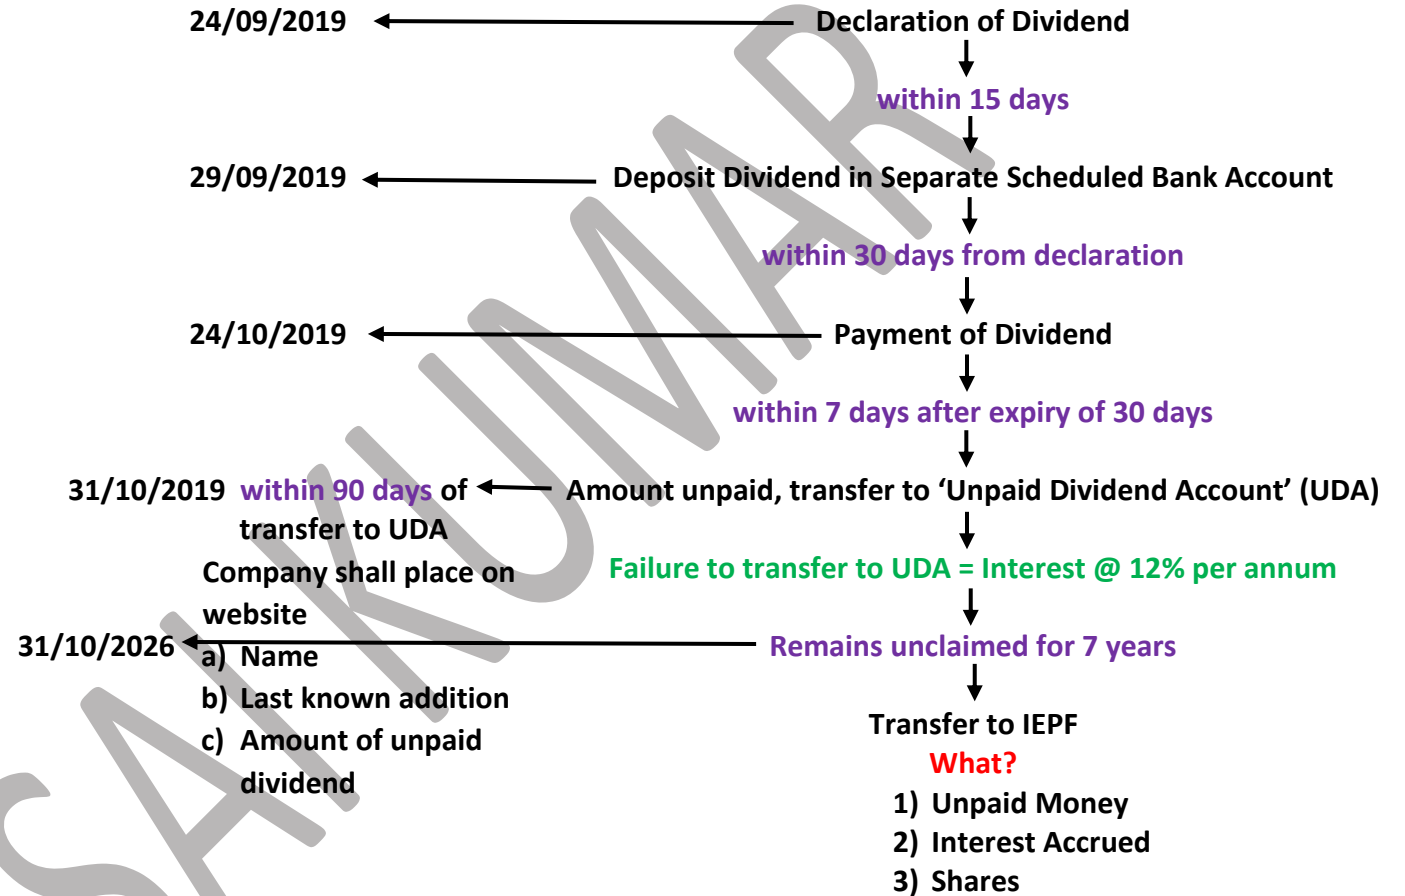 24/09/2019 Declaration of Dividend
within 15 days
29/09/2019 Deposit Dividend in Separate Scheduled Bank Account
within 30 days from declaration
24/10/2019 Payment of Dividend
within 7 days after expiry of 30 days
31/10/2019 within 90 days of Amount unpaid, transfer to ‘Unpaid Dividend Account’ (UDA)
transfer to UDA
Company shall place on
website
Failure to transfer to UDA = Interest @ 12% per annum
31/10/2026 Remains unclaimed for 7 years
a) Name
b) Last known addition
c) Amount of unpaid
dividend
Transfer to IEPF
What?
1) Unpaid Money
2) Interest Accrued
3) Shares
SAI KUMAR